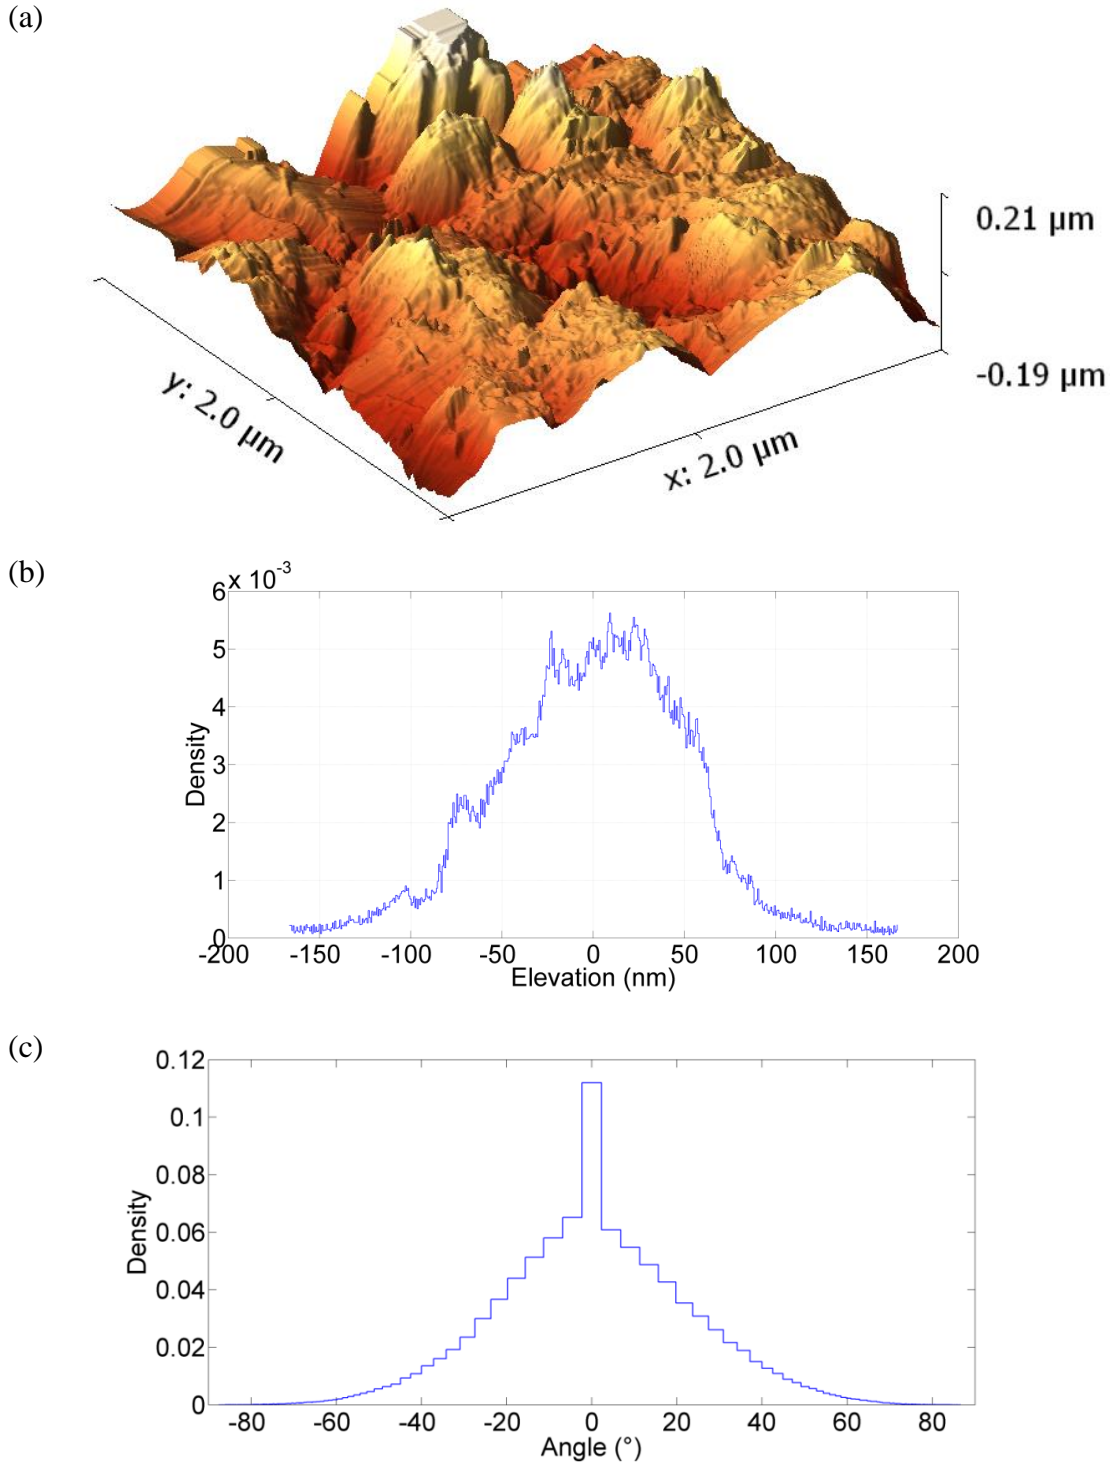 (a)
0.21 µm
-0.19 µm
y: 2.0 µm
x: 2.0 µm
(b)
6 x 10-3
5
4
3
2
1
0
Density
-200 -150 -100 -50 0 50 100 150 200
Elevation (nm)
(c)
0.12
0.1
0.08
0.06
0.04
0.02
0
Density
-80 -60 -40 -20 0 20 40 60 80
Angle (°)